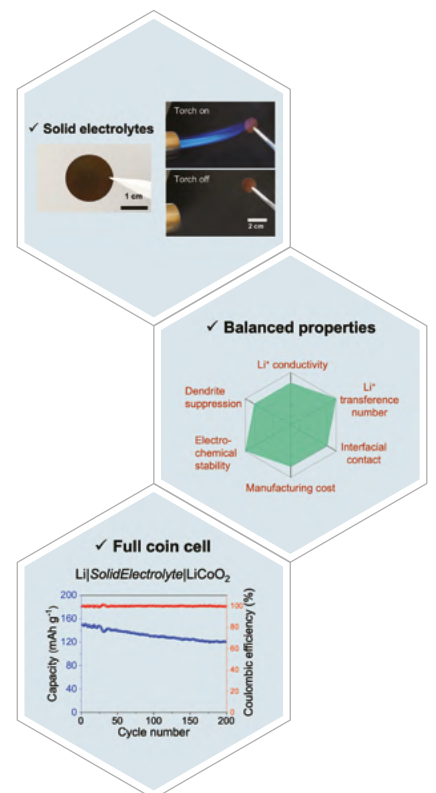 ✓ Solid electrolytes
Torch on
Torch off
1 cm
2 cm
✓ Balanced properties
Li⁺ conductivity
Dendrite
suppression
Li⁺
transference
number
Electro-
chemical
stability
Interfacial
contact
Manufacturing cost
✓ Full coin cell
Li|SolidElectrolyte|LiCoO₂
Capacity (mAh g⁻¹)
200
160
120
80
40
0
100
80
60
40
20
0
Coulombic efficiency (%)
0 50 100 150 200
Cycle number